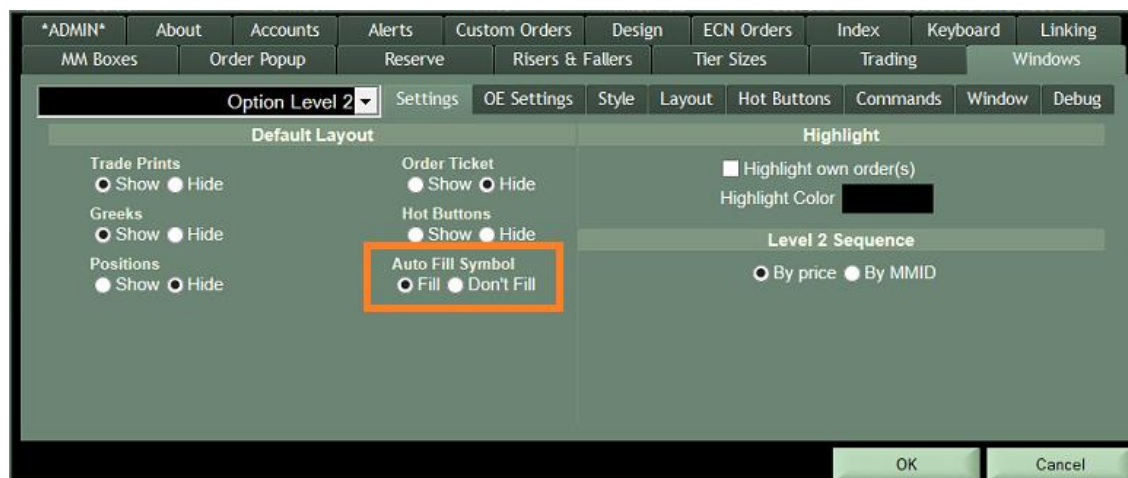 *ADMIN* About Accounts Alerts Custom Orders Design ECN Orders Index Keyboard Linking
MM Boxes Order Popup Reserve Risers & Fallers Tier Sizes Trading Windows
Option Level 2 Settings OE Settings Style Layout Hot Buttons Commands Window Debug
Default Layout
Trade Prints
Show Hide
Greeks
Show Hide
Positions
Show Hide
Order Ticket
Show Hide
Hot Buttons
Show Hide
Auto Fill Symbol
Fill Don't Fill
Highlight
Highlight own order(s)
Highlight Color
Level 2 Sequence
By price By MMID
OK Cancel